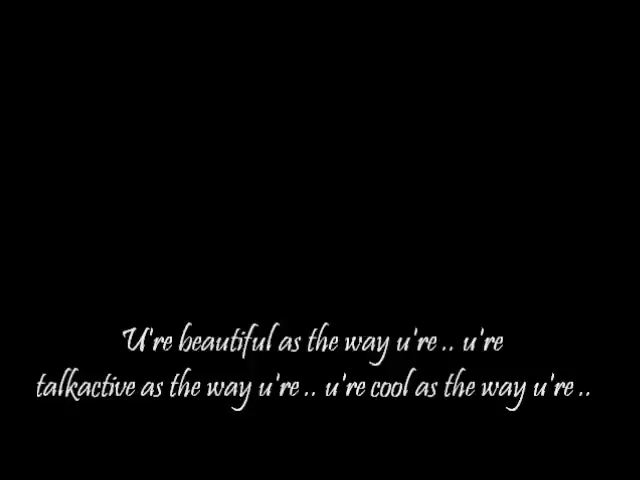 U're beautiful as the way u're .. u're
talkactive as the way u're .. u're cool as the way u're ..